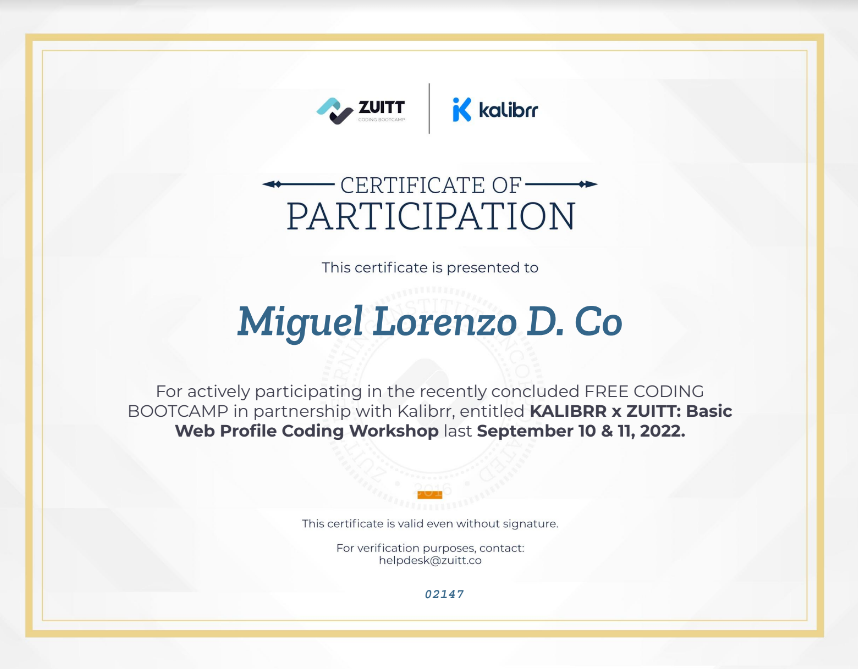 ZUITT
CODING BOOTCAMP
kalibrr
CERTIFICATE OF
PARTICIPATION
This certificate is presented to
Miguel Lorenzo D. Co
For actively participating in the recently concluded FREE CODING
BOOTCAMP in partnership with Kalibrr, entitled KALIBRR x ZUITT: Basic
Web Profile Coding Workshop last September 10 & 11, 2022.
This certificate is valid even without signature.
For verification purposes, contact:
helpdesk@zuitt.co
02147